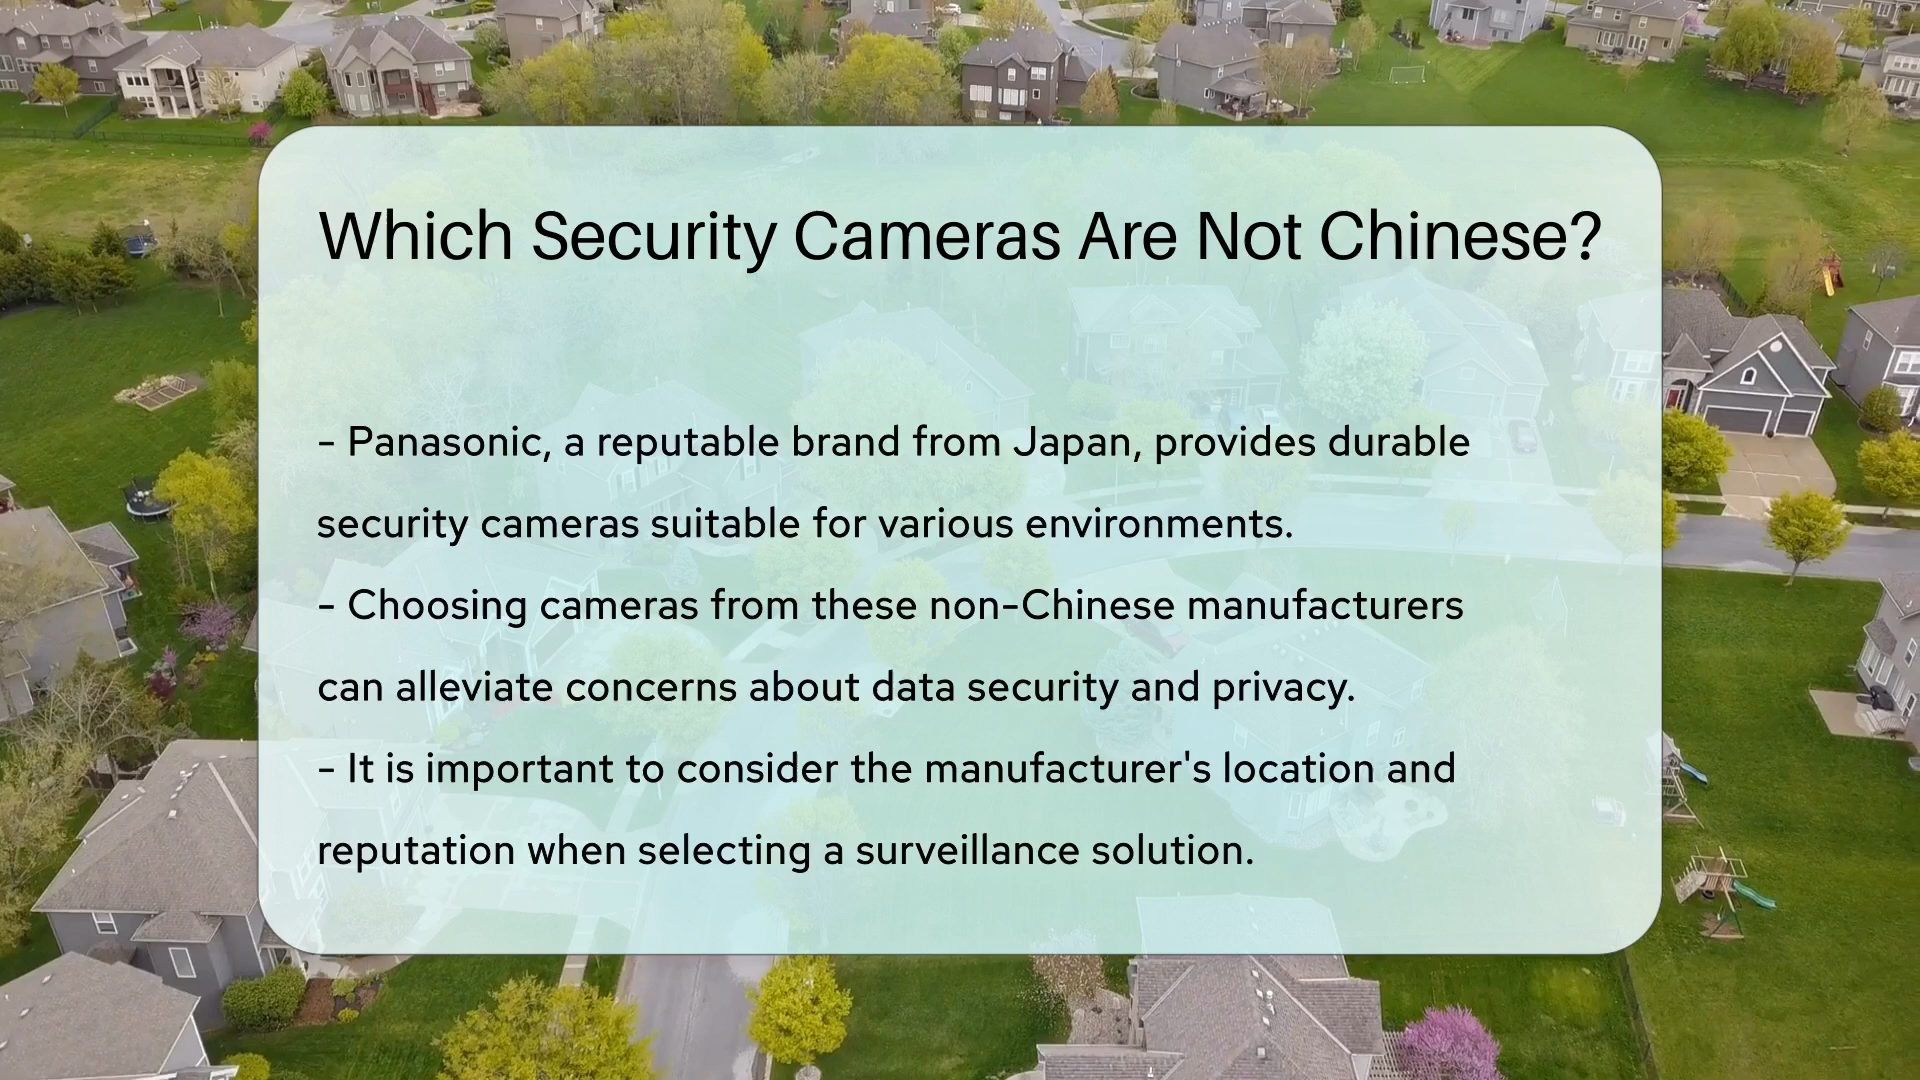 Which Security Cameras Are Not Chinese?
- Panasonic, a reputable brand from Japan, provides durable
security cameras suitable for various environments.
- Choosing cameras from these non-Chinese manufacturers
can alleviate concerns about data security and privacy.
- It is important to consider the manufacturer's location and
reputation when selecting a surveillance solution.